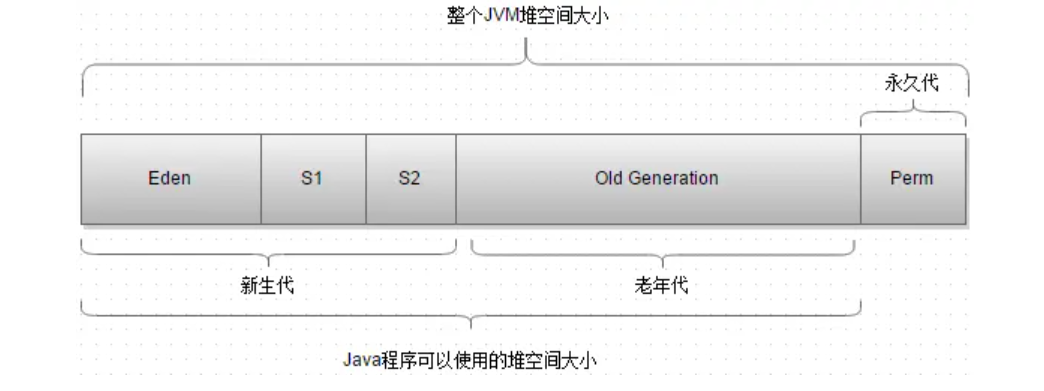 整个JVM堆空间大小
永久代
Eden
S1
S2
Old Generation
Perm
新生代
老年代
Java程序可以使用的堆空间大小